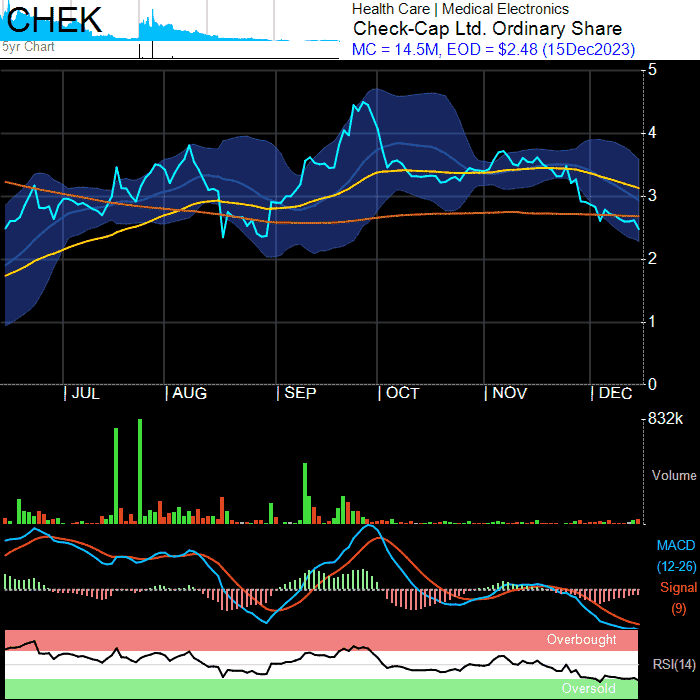 CHEK
5yr Chart
Health Care | Medical Electronics
Check-Cap Ltd. Ordinary Share
MC = 14.5M, EOD = $2.48 (15Dec2023)
5
4
3
2
1
0
| JUL | AUG | SEP | OCT | NOV | DEC
832k
Volume
MACD
(12-26)
Signal
(9)
Overbought
RSI(14)
Oversold